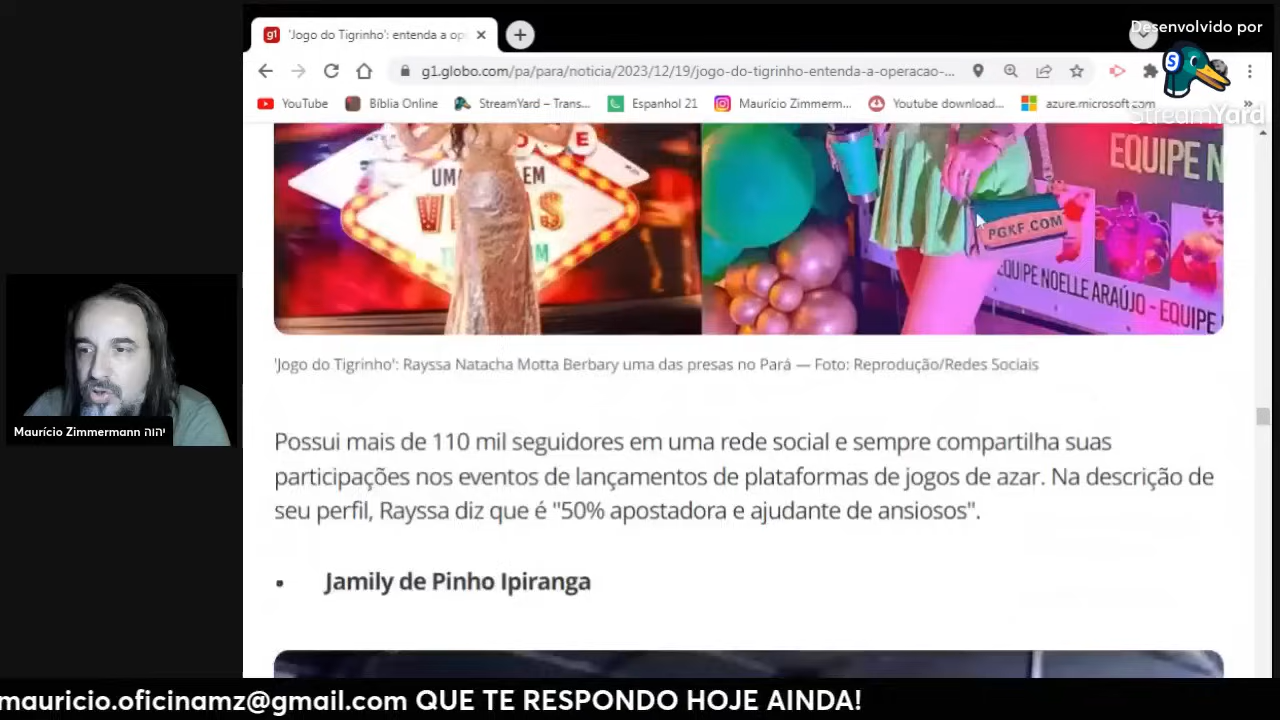 'Jogo do Tigrinho': entenda a op
Desenvolvido por
StreamYard
g1.globo.com/pa/para/noticia/2023/12/19/jogo-do-tigrinho-entenda-a-operacao-...
YouTube
Bíblia Online
StreamYard – Trans...
Espanhol 21
Maurício Zimmerm...
Youtube download...
azure.microsoft.com
UMA
EM
VEGAS
EQUIPE N
PGKF.COM
EQUIPE NOELLE ARAÚJO - EQUIPE
'Jogo do Tigrinho': Rayssa Natacha Motta Berbary uma das presas no Pará — Foto: Reprodução/Redes Sociais
Possui mais de 110 mil seguidores em uma rede social e sempre compartilha suas
participações nos eventos de lançamentos de plataformas de jogos de azar. Na descrição de
seu perfil, Rayssa diz que é "50% apostadora e ajudante de ansiosos".
• Jamily de Pinho Ipiranga
Maurício Zimmermann יהוה
mauricio.oficinamz@gmail.com QUE TE RESPONDO HOJE AINDA!